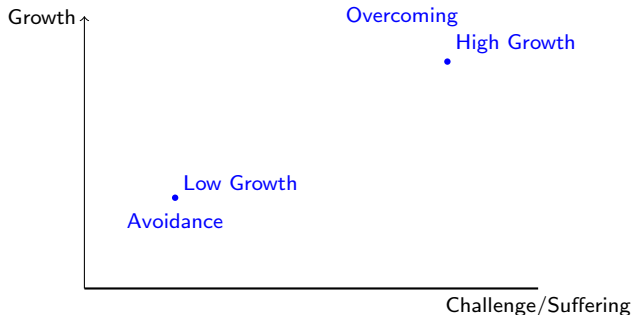 Growth
Overcoming
High Growth
Low Growth
Avoidance
Challenge/Suffering